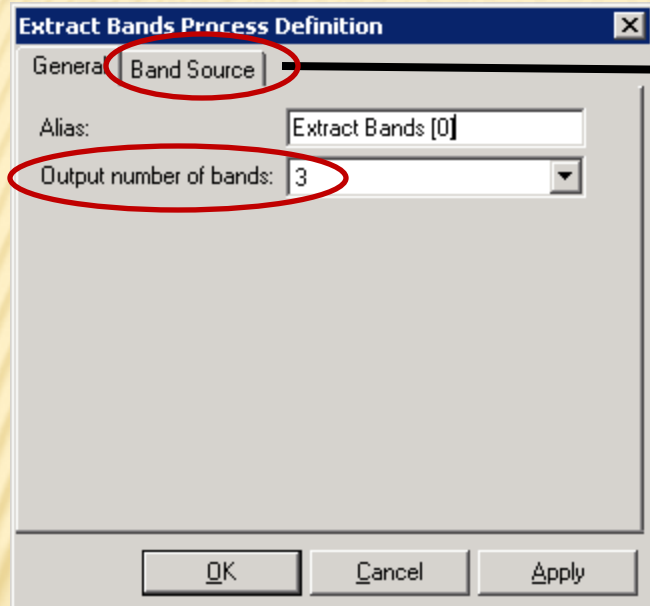 Extract Bands Process Definition
General Band Source
Alias: Extract Bands [0]
Output number of bands: 3
OK Cancel Apply